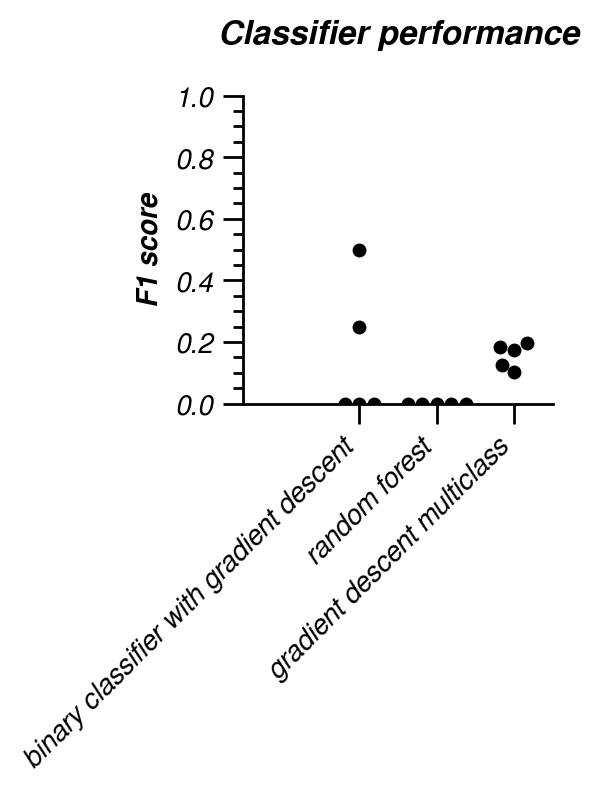 Classifier performance
F1 score
1.0
0.8
0.6
0.4
0.2
0.0
binary classifier with gradient descent
random forest
gradient descent multiclass